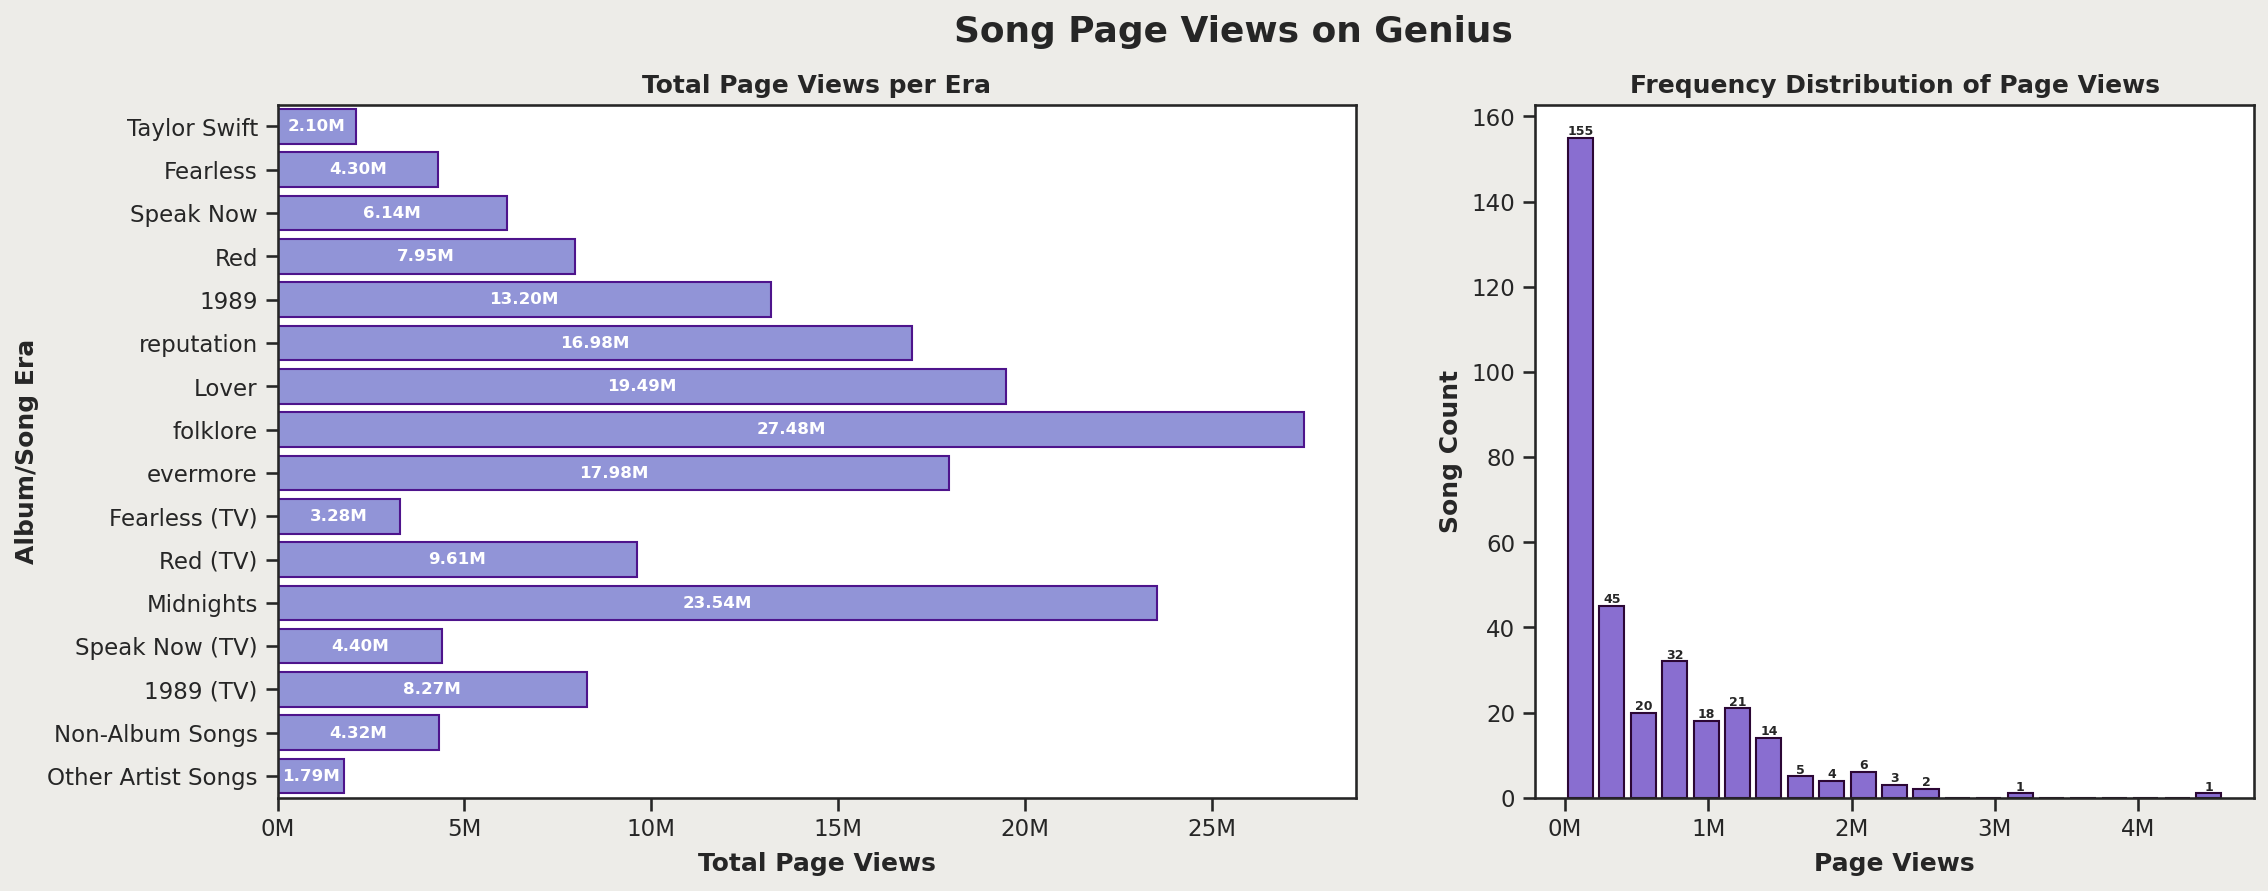 Song Page Views on Genius
Total Page Views per Era
Album/Song Era
Taylor Swift 2.10M
Fearless 4.30M
Speak Now 6.14M
Red 7.95M
1989 13.20M
reputation 16.98M
Lover 19.49M
folklore 27.48M
evermore 17.98M
Fearless (TV) 3.28M
Red (TV) 9.61M
Midnights 23.54M
Speak Now (TV) 4.40M
1989 (TV) 8.27M
Non-Album Songs 4.32M
Other Artist Songs 1.79M
0M 5M 10M 15M 20M 25M
Total Page Views
Frequency Distribution of Page Views
Song Count
160
140
120
100
80
60
40
20
0
155 45 20 32 18 21 14 5 4 6 3 2 1 1
0M 1M 2M 3M 4M
Page Views